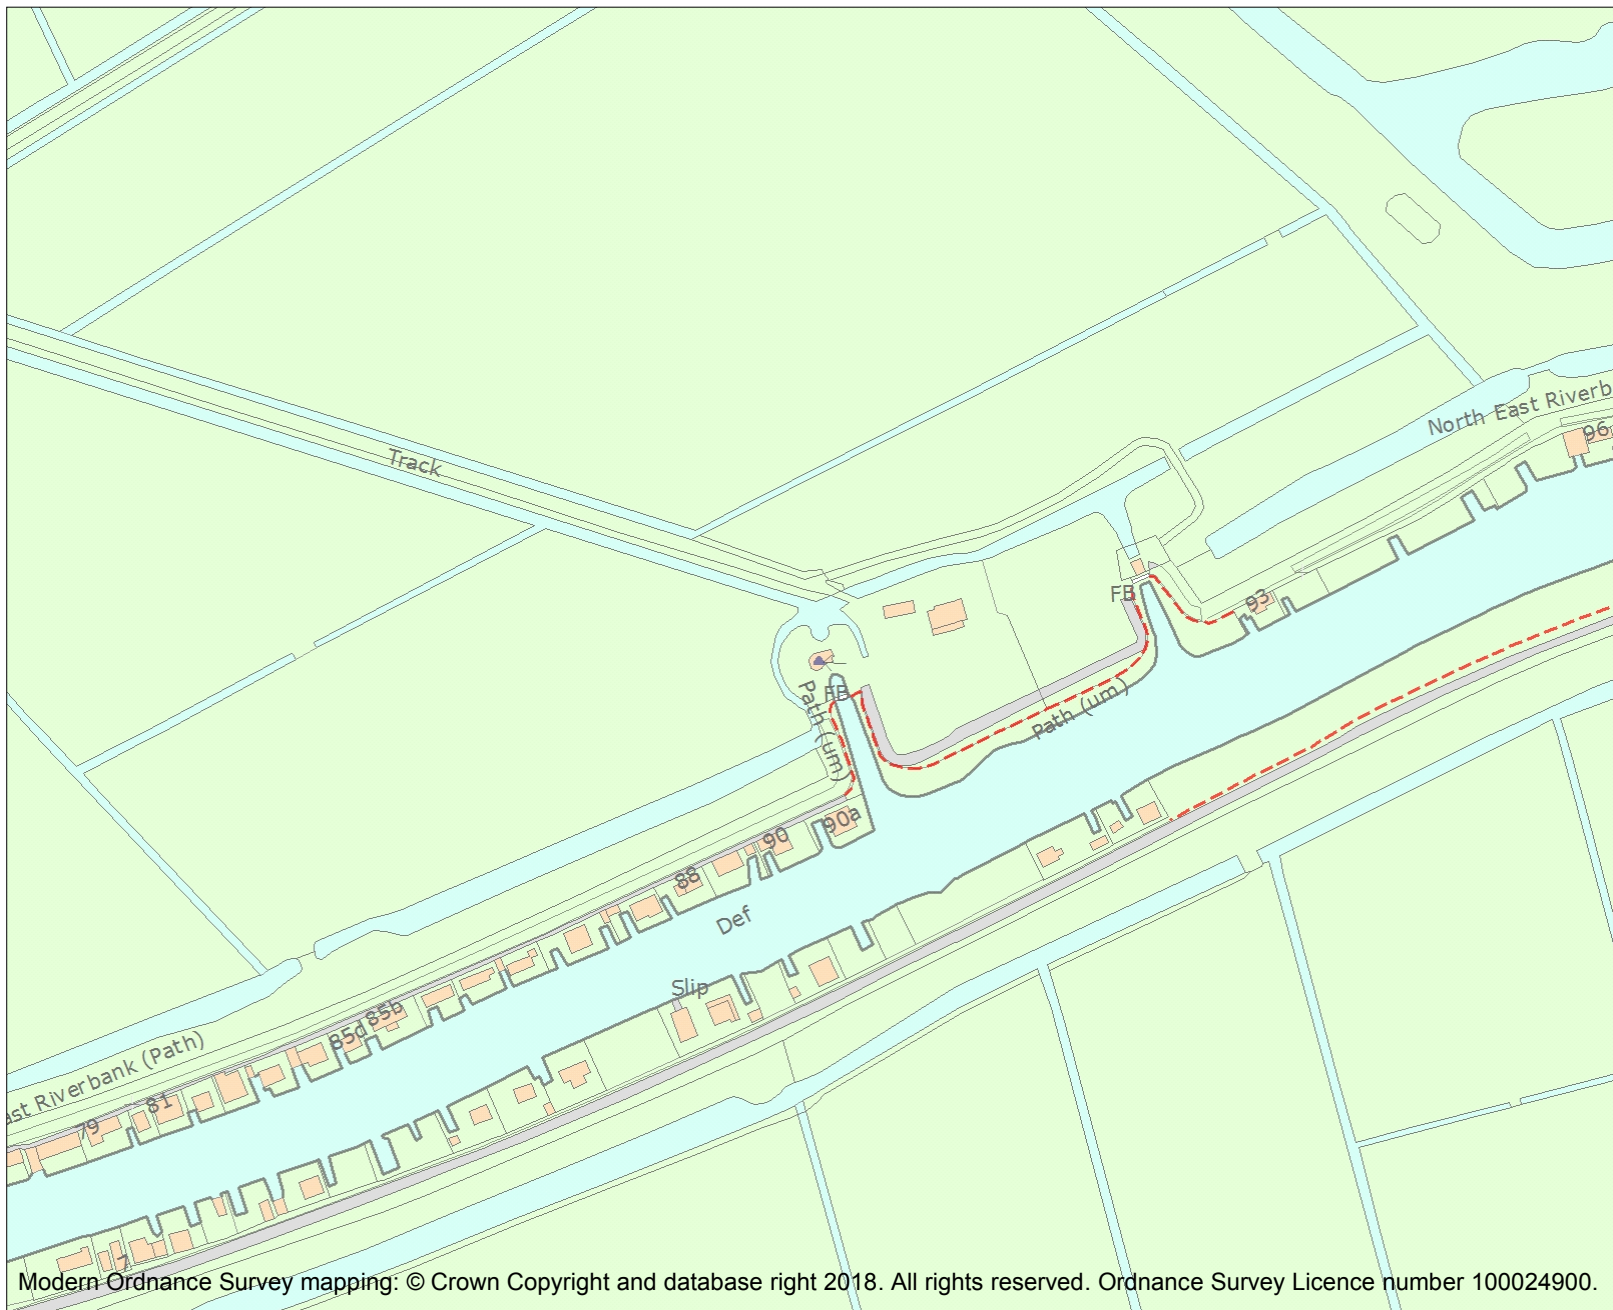 North East Riverb
96
Track
FB
93
Path (um)
FB
Path (um)
90a
90
88
Def
Slip
85b
85d
ast Riverbank (Path)
81
79
7
Modern Ordnance Survey mapping: © Crown Copyright and database right 2018. All rights reserved. Ordnance Survey Licence number 100024900.